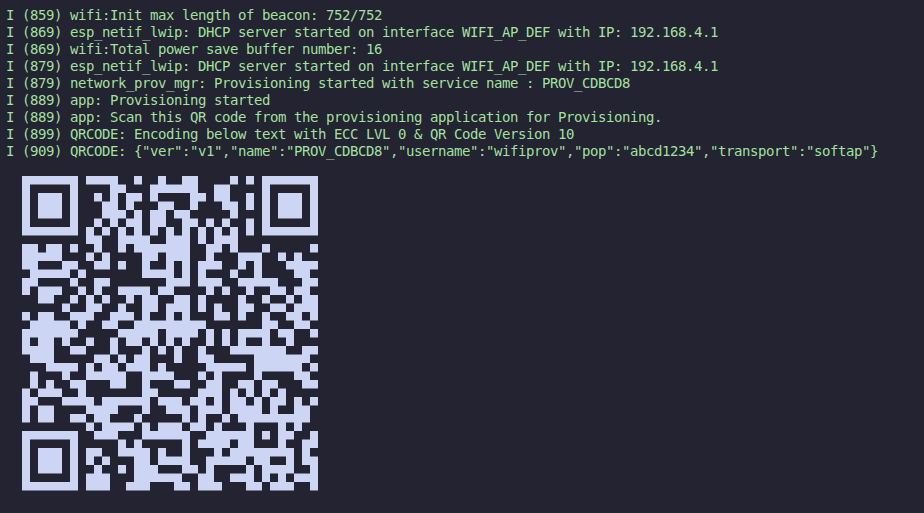 I (859) wifi:Init max length of beacon: 752/752
I (869) esp_netif_lwip: DHCP server started on interface WIFI_AP_DEF with IP: 192.168.4.1
I (869) wifi:Total power save buffer number: 16
I (879) esp_netif_lwip: DHCP server started on interface WIFI_AP_DEF with IP: 192.168.4.1
I (879) network_prov_mgr: Provisioning started with service name : PROV_CDBCD8
I (889) app: Provisioning started
I (889) app: Scan this QR code from the provisioning application for Provisioning.
I (899) QRCODE: Encoding below text with ECC LVL 0 & QR Code Version 10
I (909) QRCODE: {"ver":"v1","name":"PROV_CDBCD8","username":"wifiprov","pop":"abcd1234","transport":"softap"}